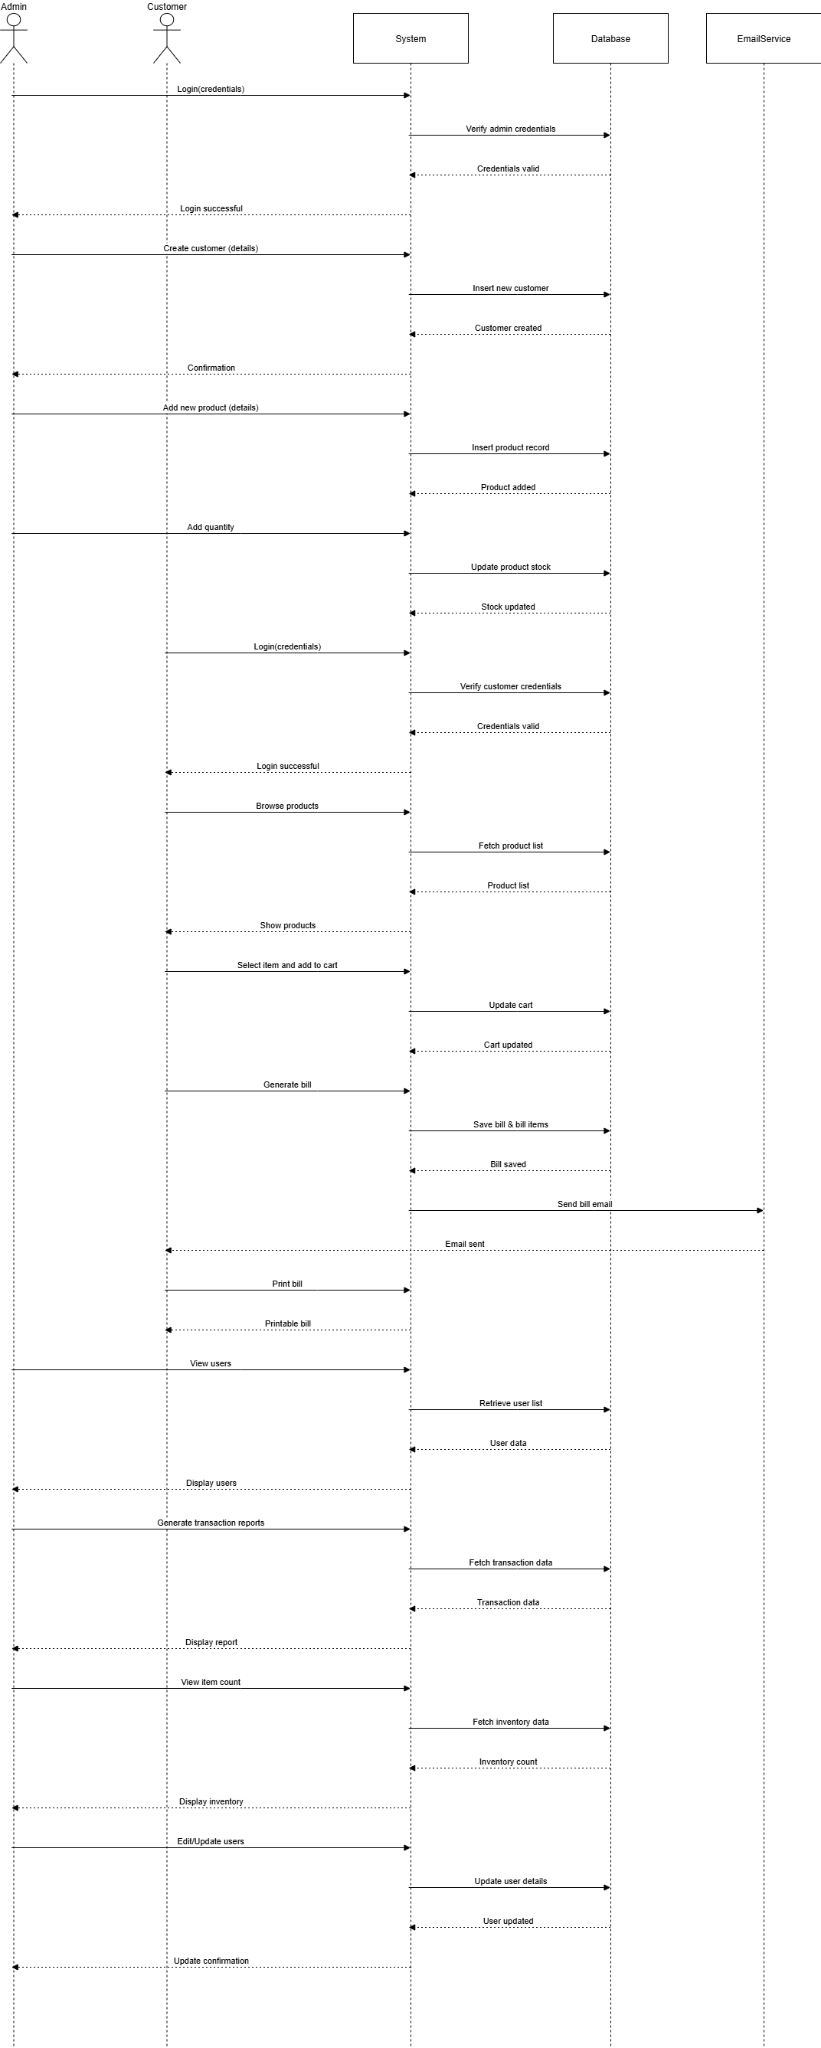 Admin
Customer
System
Database
EmailService
Login(credentials)
Verify admin credentials
Credentials valid
Login successful
Create customer (details)
Insert new customer
Customer created
Confirmation
Add new product (details)
Insert product record
Product added
Add quantity
Update product stock
Stock updated
Login(credentials)
Verify customer credentials
Credentials valid
Login successful
Browse products
Fetch product list
Product list
Show products
Select item and add to cart
Update cart
Cart updated
Generate bill
Save bill & bill items
Bill saved
Send bill email
Email sent
Print bill
Printable bill
View users
Retrieve user list
User data
Display users
Generate transaction reports
Fetch transaction data
Transaction data
Display report
View item count
Fetch inventory data
Inventory count
Display inventory
Edit/Update users
Update user details
User updated
Update confirmation